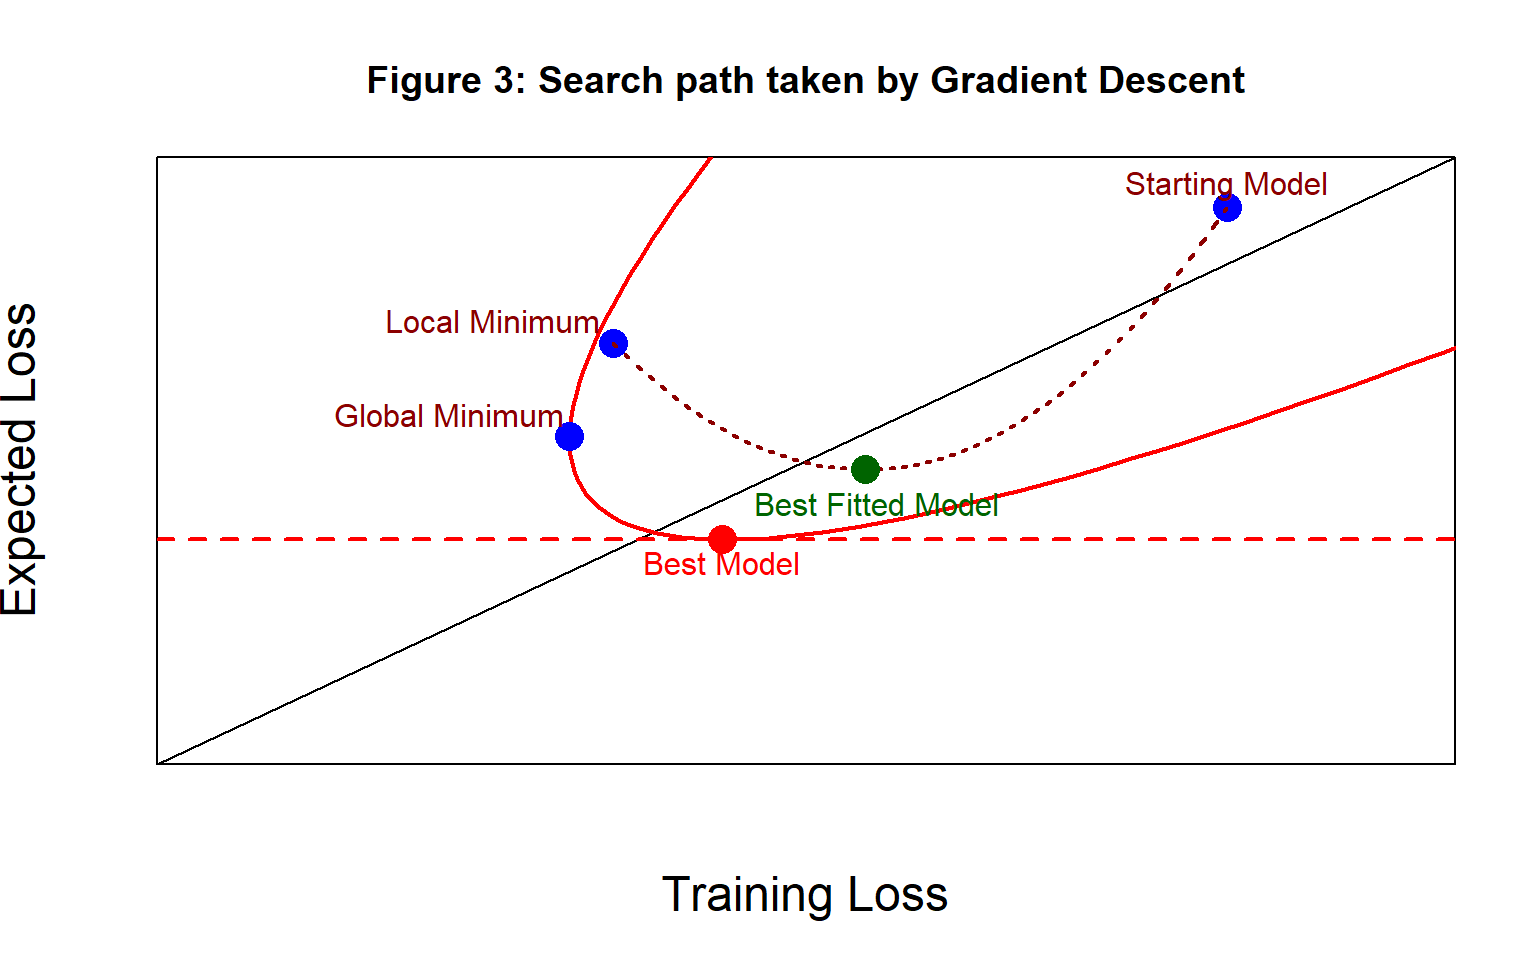 Figure 3: Search path taken by Gradient Descent
Starting Model
Local Minimum
Global Minimum
Best Fitted Model
Best Model
Expected Loss
Training Loss